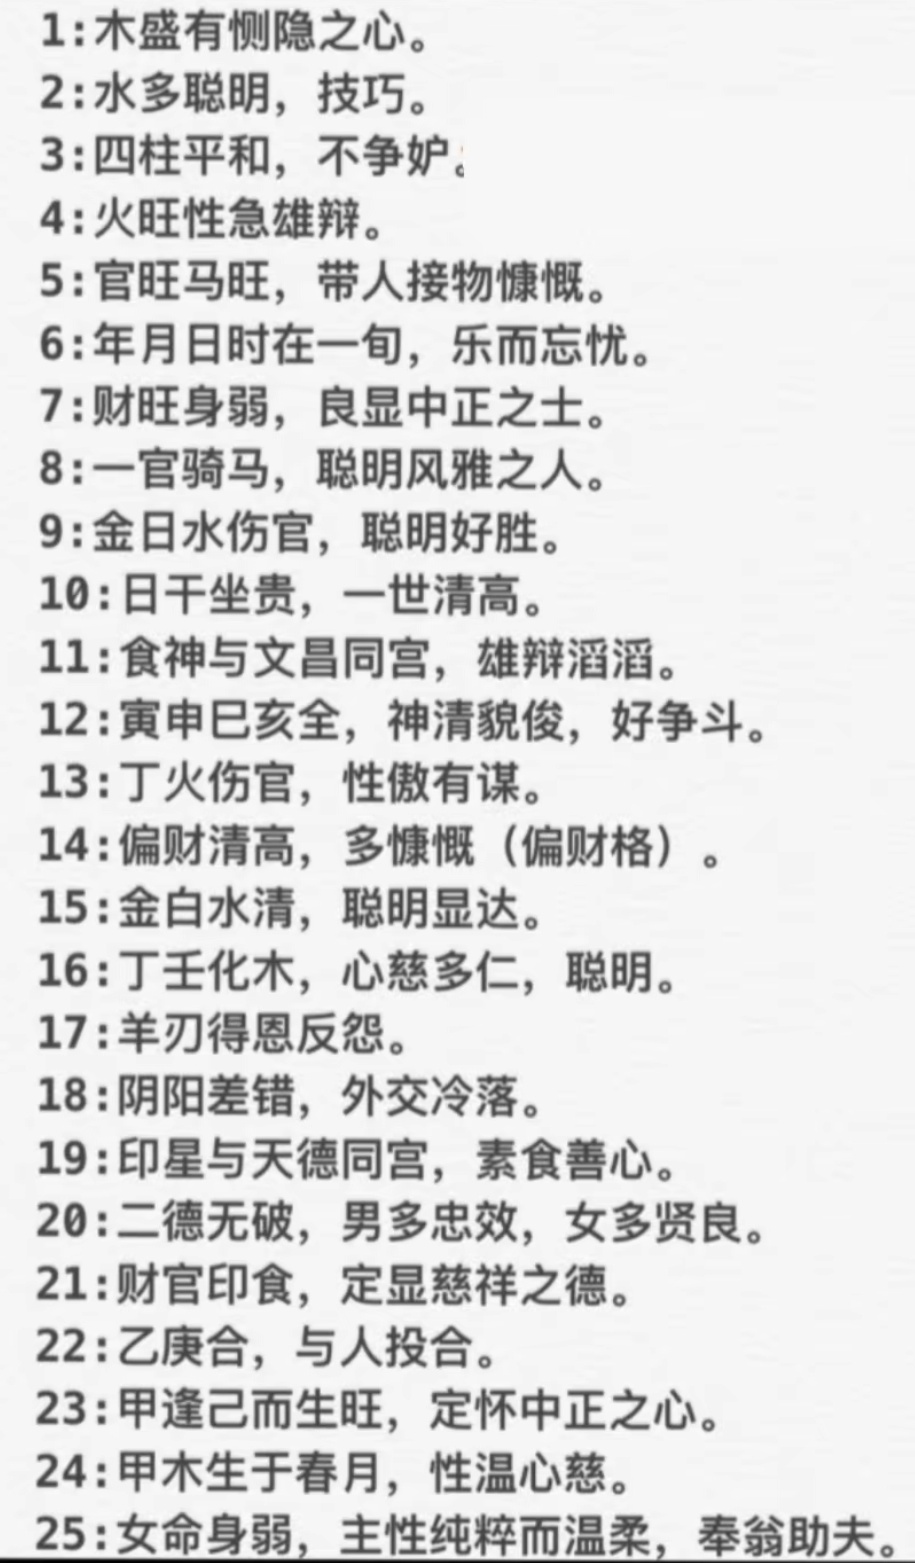 1:木盛有恻隐之心。
2:水多聪明，技巧。
3:四柱平和，不争妒。
4:火旺性急雄辩。
5:官旺马旺，带人接物慷慨。
6:年月日时在一旬，乐而忘忧。
7:财旺身弱，良显中正之士。
8:一官骑马，聪明风雅之人。
9:金日水伤官，聪明好胜。
10:日干坐贵，一世清高。
11:食神与文昌同宫，雄辩滔滔。
12:寅申巳亥全，神清貌俊，好争斗。
13:丁火伤官，性傲有谋。
14:偏财清高，多慷慨（偏财格）。
15:金白水清，聪明显达。
16:丁壬化木，心慈多仁，聪明。
17:羊刃得恩反怨。
18:阴阳差错，外交冷落。
19:印星与天德同宫，素食善心。
20:二德无破，男多忠效，女多贤良。
21:财官印食，定显慈祥之德。
22:乙庚合，与人投合。
23:甲逢己而生旺，定怀中正之心。
24:甲木生于春月，性温心慈。
25:女命身弱，主性纯粹而温柔，奉翁助夫。